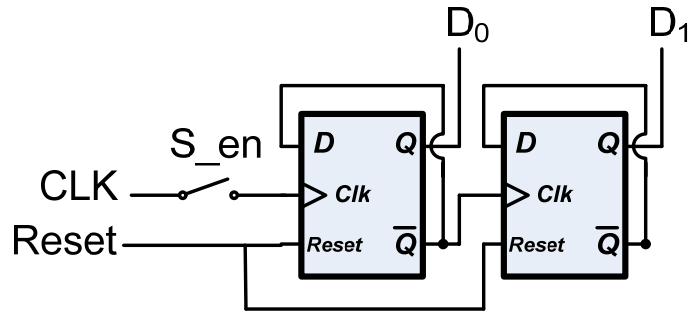 D₀ D₁
S_en
D Q D Q
CLK Clk Clk
Reset Reset Q̅ Reset Q̅